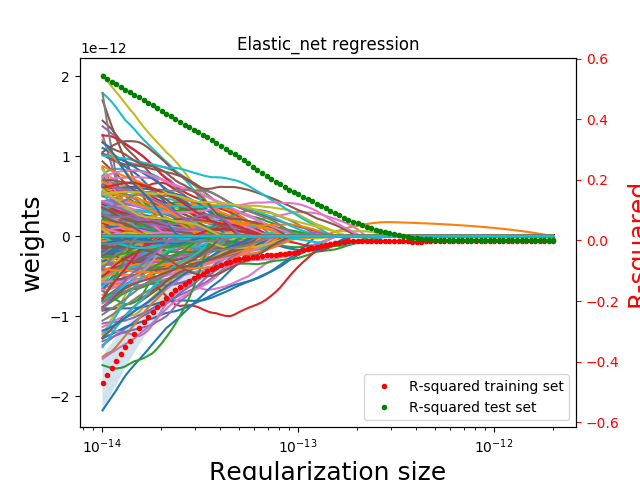 Elastic_net regression
1e−12
2
1
0
−1
−2
weights
0.6
0.4
0.2
0.0
−0.2
−0.4
−0.6
R-squared
R-squared training set
R-squared test set
10⁻¹⁴
10⁻¹³
10⁻¹²
Regularization size